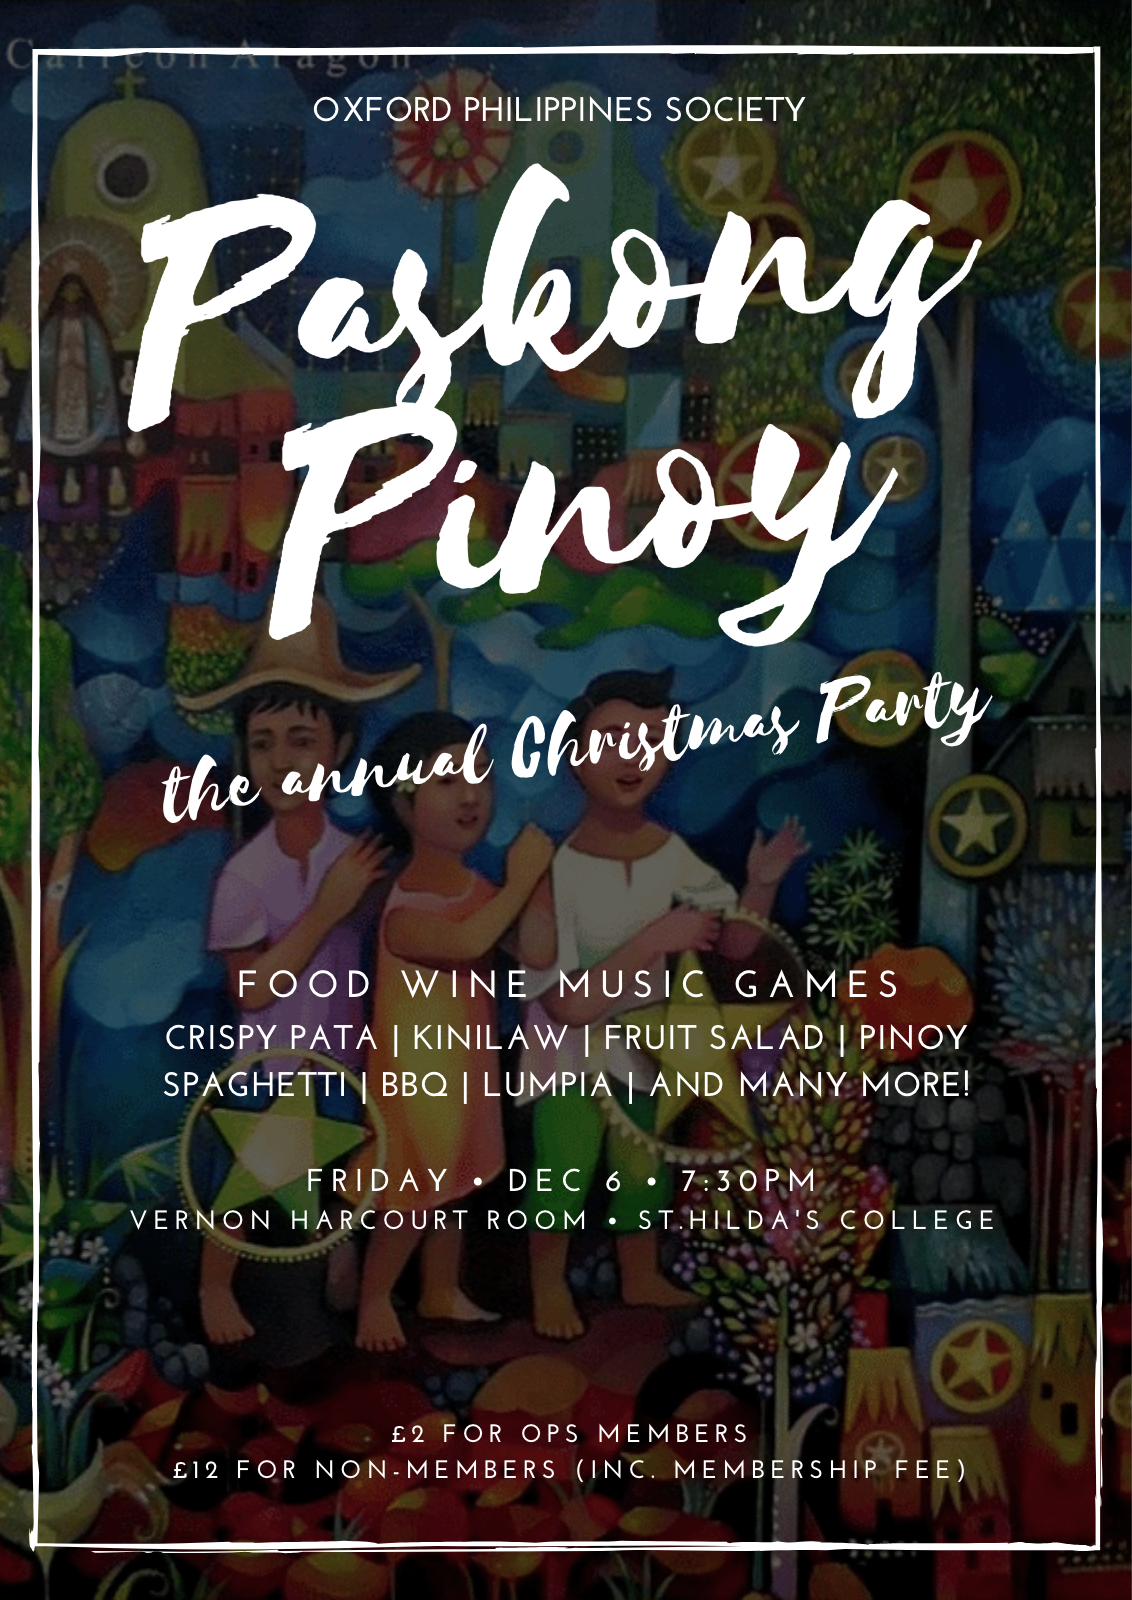 Carreon Aragon
OXFORD PHILIPPINES SOCIETY
Paskong
Pinoy
the annual Christmas Party
FOOD WINE MUSIC GAMES
CRISPY PATA | KINILAW | FRUIT SALAD | PINOY
SPAGHETTI | BBQ | LUMPIA | AND MANY MORE!
FRIDAY • DEC 6 • 7:30PM
VERNON HARCOURT ROOM • ST.HILDA'S COLLEGE
£2 FOR OPS MEMBERS
£12 FOR NON-MEMBERS (INC. MEMBERSHIP FEE)